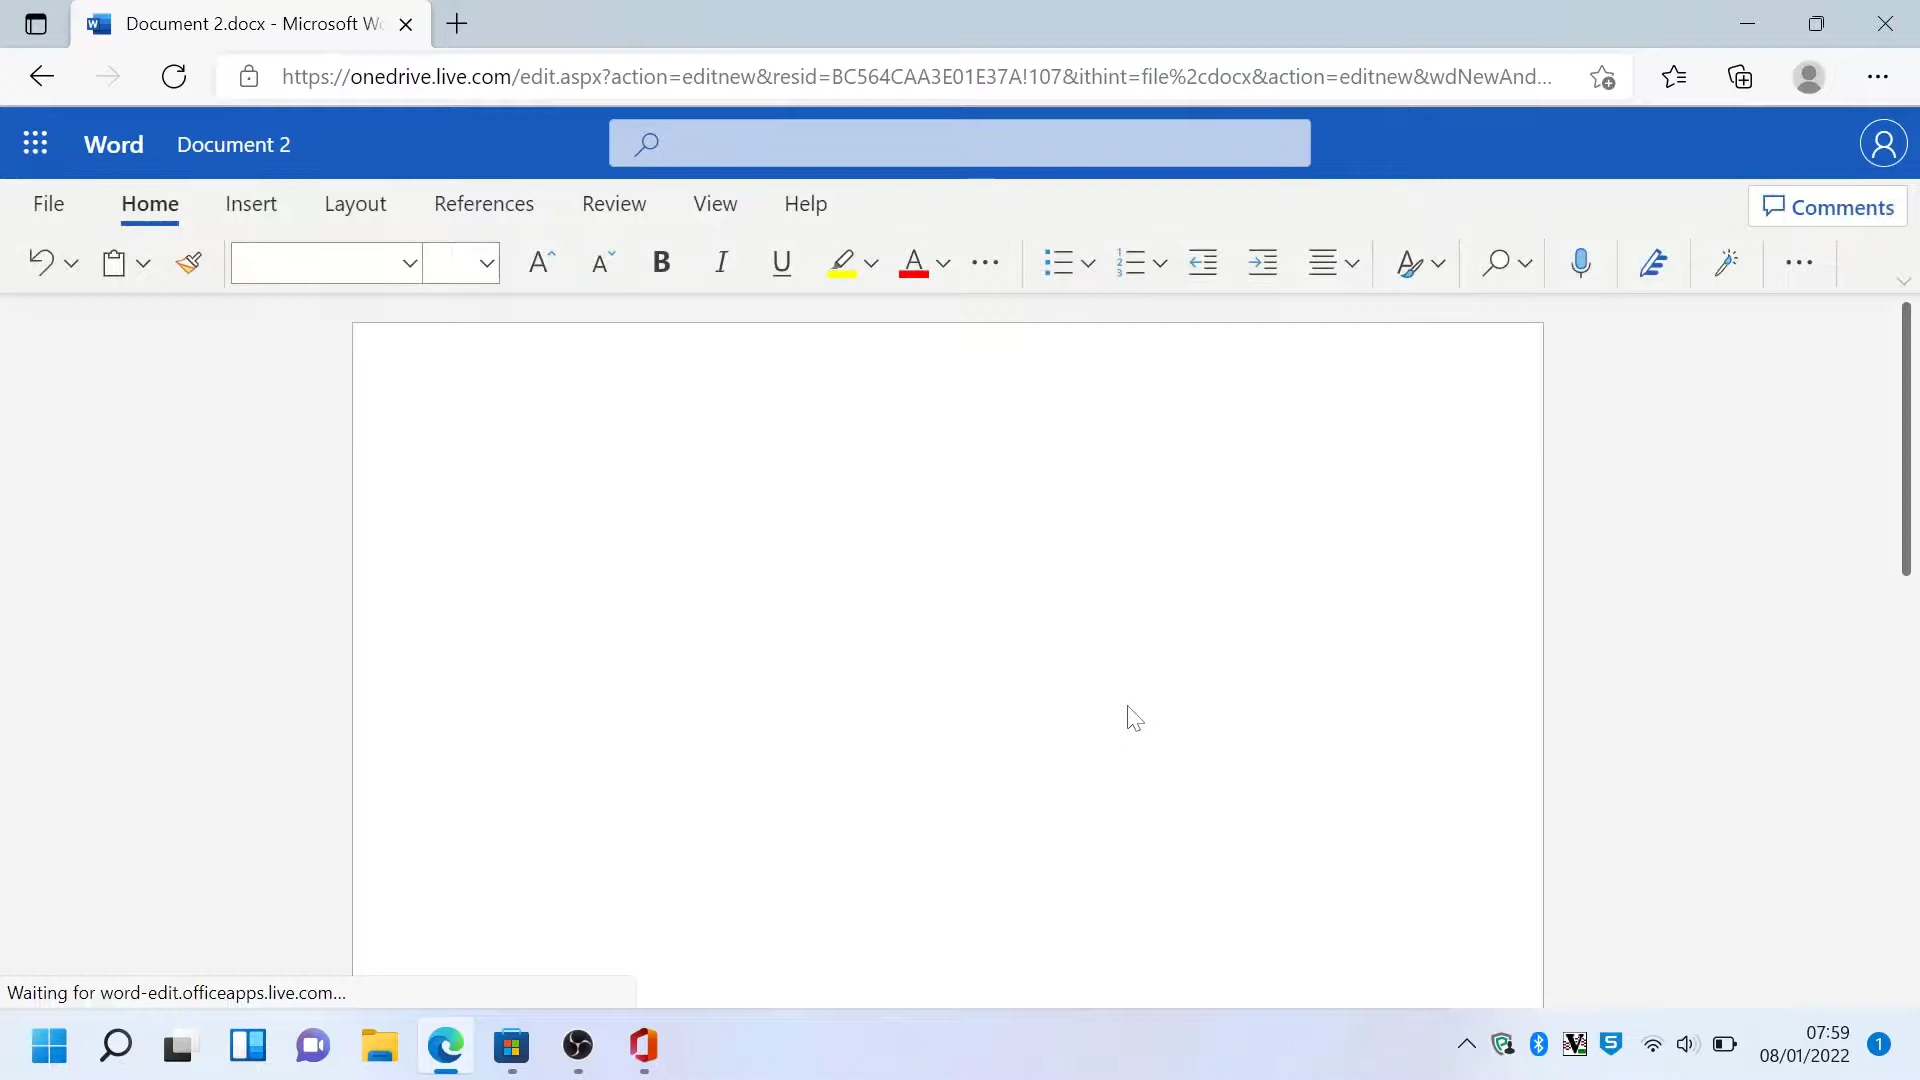 Document 2.docx - Microsoft Wo
https://onedrive.live.com/edit.aspx?action=editnew&resid=BC564CAA3E01E37A!107&ithint=file%2cdocx&action=editnew&wdNewAnd...
Word
Document 2
File
Home
Insert
Layout
References
Review
View
Help
Comments
Waiting for word-edit.officeapps.live.com...
07:59
08/01/2022
1